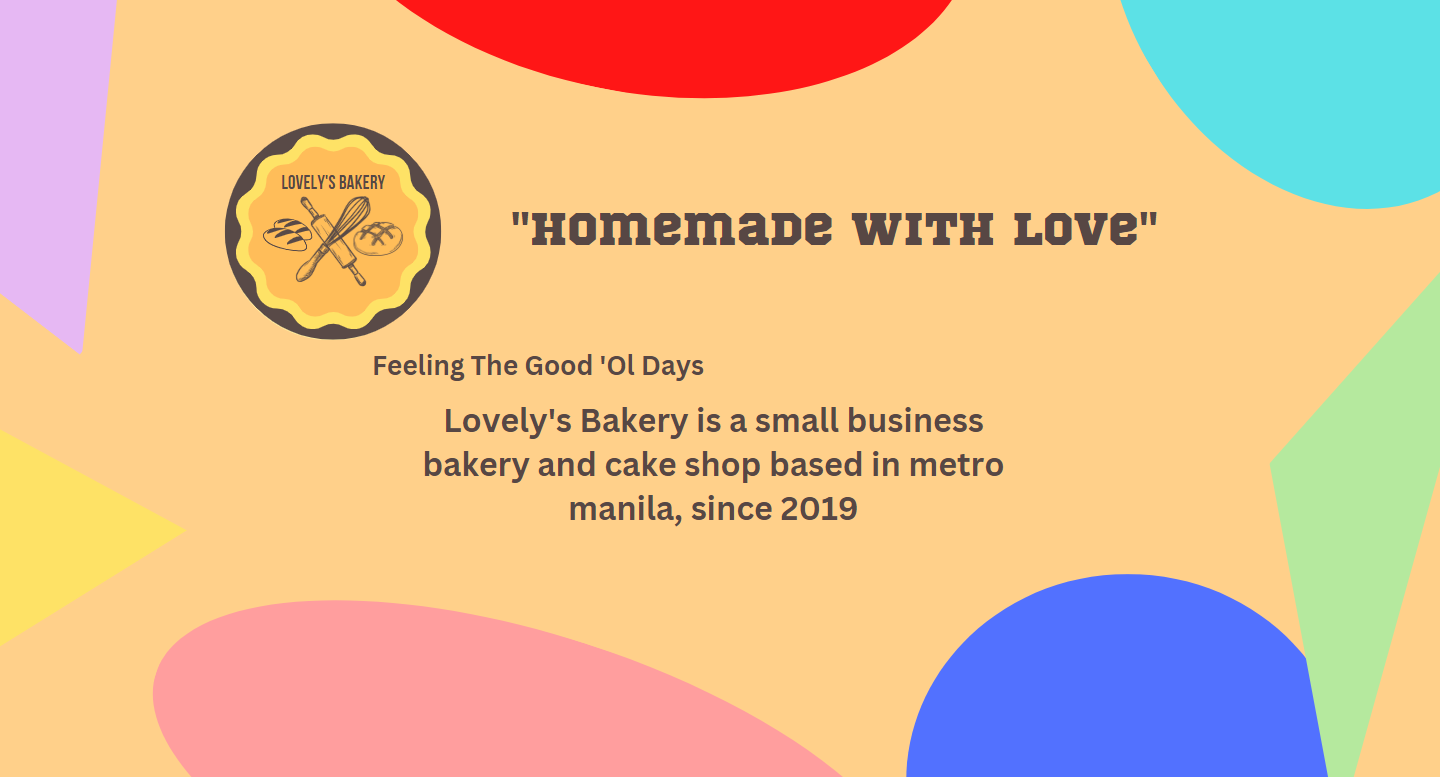 LOVELY'S BAKERY
"Homemade with Love"
Feeling The Good 'Ol Days
Lovely's Bakery is a small business
bakery and cake shop based in metro
manila, since 2019